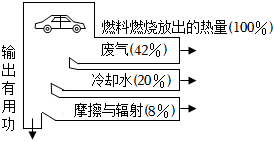 燃料燃烧放出的热量(100%)
废气(42%)
冷却水(20%)
摩擦与辐射(8%)
输出有用功